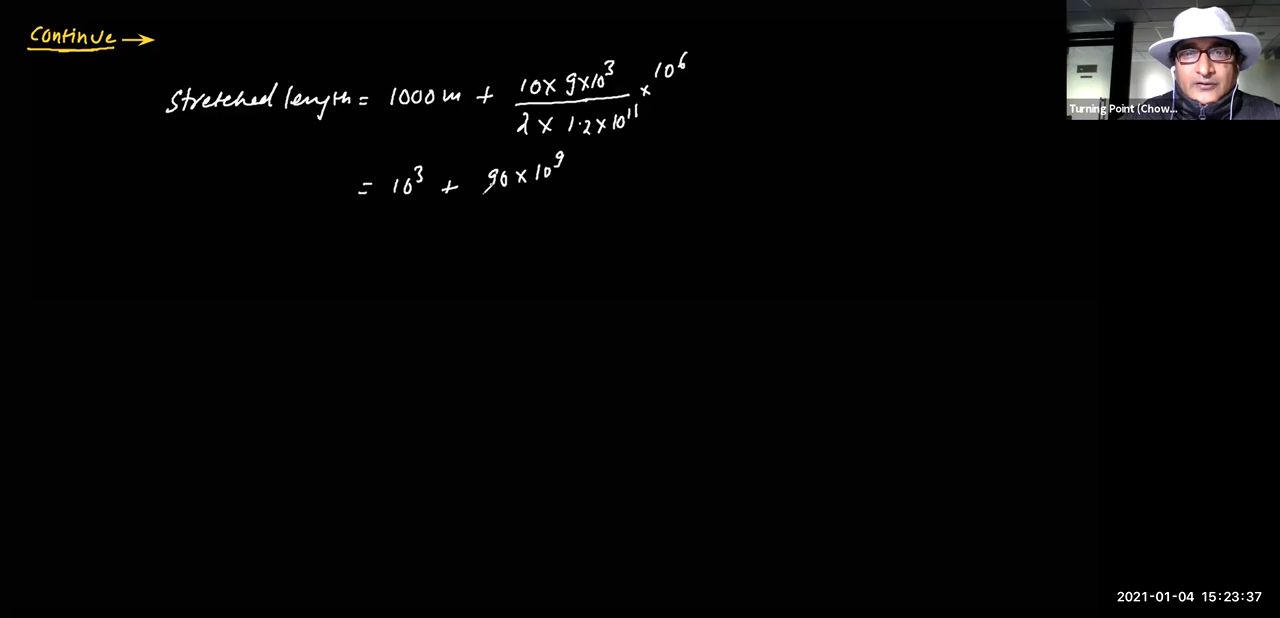 Continue →
Stretched length = 1000 m + (10 × 9×10³)/(2 × 1.2×10¹¹) × 10⁶
= 10³ + 90×10⁹
Turning Point (Chow...
2021-01-04 15:23:37